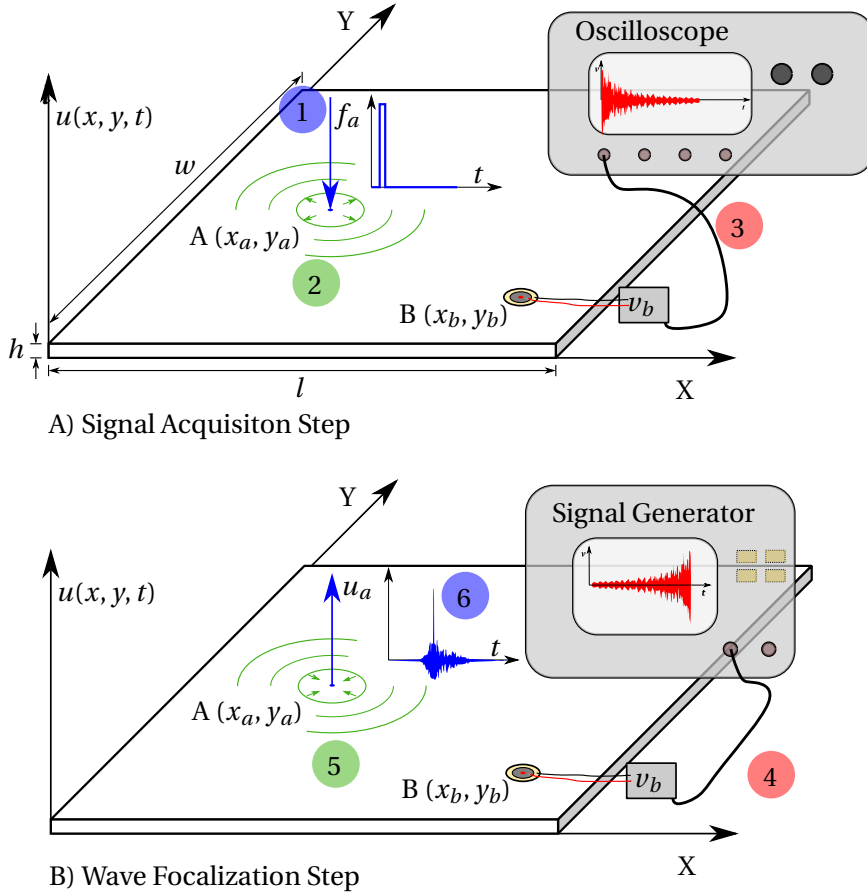 Y
Oscilloscope
v
t
u(x, y, t)
1
f_a
t
w
3
A (x_a, y_a)
2
B (x_b, y_b)
v_b
h
l
X
A) Signal Acquisiton Step
Y
Signal Generator
v
t
u(x, y, t)
u_a
6
t
A (x_a, y_a)
5
B (x_b, y_b)
v_b
4
X
B) Wave Focalization Step